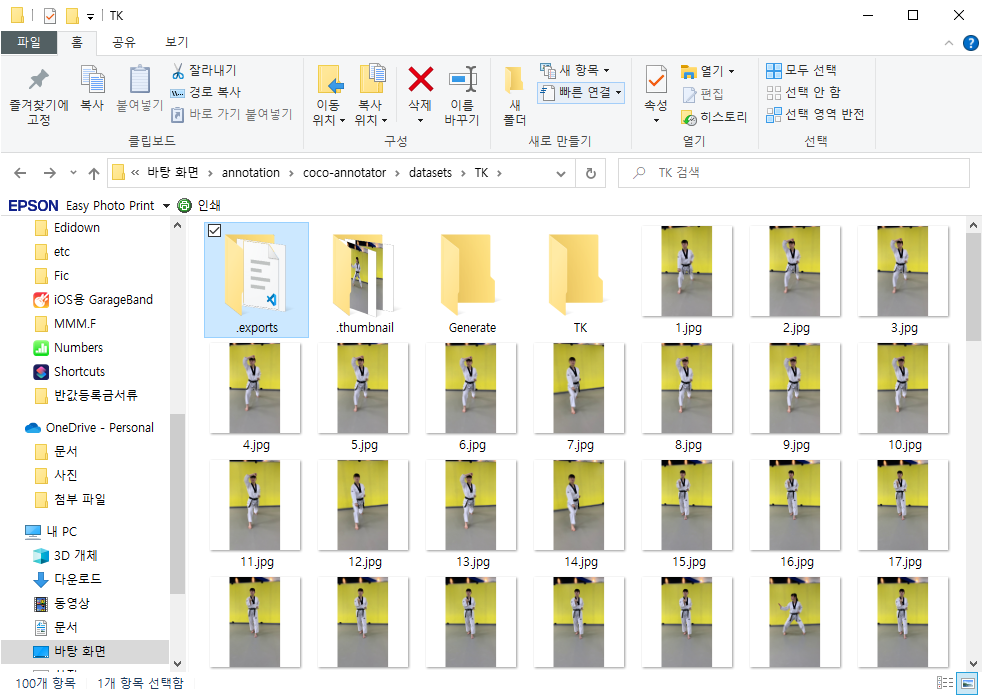 TK
파일 홈 공유 보기
즐겨찾기에 고정
복사
붙여넣기
잘라내기
경로 복사
바로 가기 붙여넣기
클립보드
이동 위치
복사 위치
삭제
이름 바꾸기
구성
새 폴더
새 항목
빠른 연결
새로 만들기
속성
열기
편집
히스토리
열기
모두 선택
선택 안 함
선택 영역 반전
선택
« 바탕 화면 > annotation > coco-annotator > datasets > TK >
TK 검색
EPSON Easy Photo Print 인쇄
Edidown
etc
Fic
iOS용 GarageBand
MMM.F
Numbers
Shortcuts
반값등록금서류
OneDrive - Personal
문서
사진
첨부 파일
내 PC
3D 개체
다운로드
동영상
문서
바탕 화면
.exports .thumbnail Generate TK 1.jpg 2.jpg 3.jpg
4.jpg 5.jpg 6.jpg 7.jpg 8.jpg 9.jpg 10.jpg
11.jpg 12.jpg 13.jpg 14.jpg 15.jpg 16.jpg 17.jpg
100개 항목 1개 항목 선택함